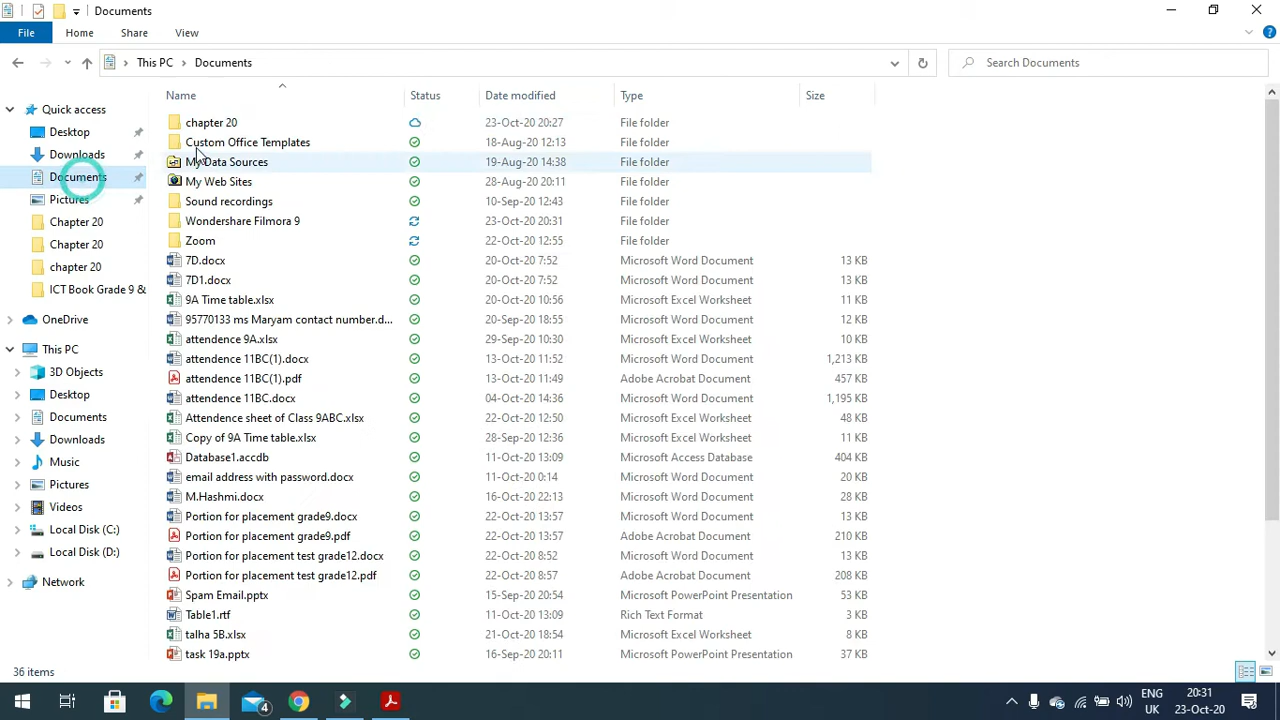 Documents
File Home Share View
This PC Documents Search Documents
Name Status Date modified Type Size
Quick access
Desktop
Downloads
Documents
Pictures
Chapter 20
Chapter 20
chapter 20
ICT Book Grade 9 &
OneDrive
This PC
3D Objects
Desktop
Documents
Downloads
Music
Pictures
Videos
Local Disk (C:)
Local Disk (D:)
Network
chapter 20 23-Oct-20 20:27 File folder
Custom Office Templates 18-Aug-20 12:13 File folder
My Data Sources 19-Aug-20 14:38 File folder
My Web Sites 28-Aug-20 20:11 File folder
Sound recordings 10-Sep-20 12:43 File folder
Wondershare Filmora 9 23-Oct-20 20:31 File folder
Zoom 22-Oct-20 12:55 File folder
7D.docx 20-Oct-20 7:52 Microsoft Word Document 13 KB
7D1.docx 20-Oct-20 7:52 Microsoft Word Document 13 KB
9A Time table.xlsx 20-Oct-20 10:56 Microsoft Excel Worksheet 11 KB
95770133 ms Maryam contact number.d... 20-Sep-20 18:55 Microsoft Word Document 12 KB
attendence 9A.xlsx 29-Sep-20 10:30 Microsoft Excel Worksheet 10 KB
attendence 11BC(1).docx 13-Oct-20 11:52 Microsoft Word Document 1,213 KB
attendence 11BC(1).pdf 13-Oct-20 11:49 Adobe Acrobat Document 457 KB
attendence 11BC.docx 04-Oct-20 14:36 Microsoft Word Document 1,195 KB
Attendence sheet of Class 9ABC.xlsx 22-Oct-20 12:50 Microsoft Excel Worksheet 48 KB
Copy of 9A Time table.xlsx 28-Sep-20 12:36 Microsoft Excel Worksheet 11 KB
Database1.accdb 11-Oct-20 13:09 Microsoft Access Database 404 KB
email address with password.docx 11-Oct-20 0:14 Microsoft Word Document 20 KB
M.Hashmi.docx 16-Oct-20 22:13 Microsoft Word Document 28 KB
Portion for placement grade9.docx 22-Oct-20 13:57 Microsoft Word Document 13 KB
Portion for placement grade9.pdf 22-Oct-20 13:57 Adobe Acrobat Document 210 KB
Portion for placement test grade12.docx 22-Oct-20 8:52 Microsoft Word Document 13 KB
Portion for placement test grade12.pdf 22-Oct-20 8:57 Adobe Acrobat Document 208 KB
Spam Email.pptx 15-Sep-20 20:54 Microsoft PowerPoint Presentation 53 KB
Table1.rtf 11-Oct-20 13:09 Rich Text Format 3 KB
talha 5B.xlsx 21-Oct-20 18:54 Microsoft Excel Worksheet 8 KB
task 19a.pptx 16-Sep-20 20:11 Microsoft PowerPoint Presentation 37 KB
36 items
4
ENG
UK
20:31
23-Oct-20